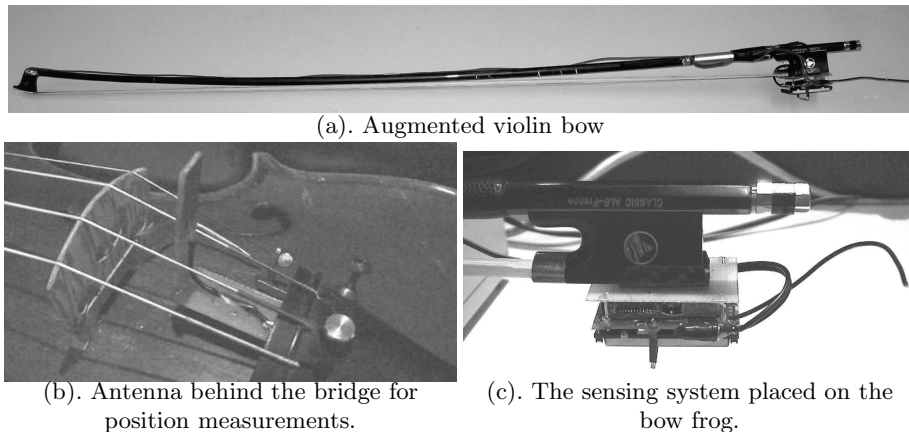 (a). Augmented violin bow
CLASSIC ALB-France
(b). Antenna behind the bridge for
position measurements.
(c). The sensing system placed on the
bow frog.